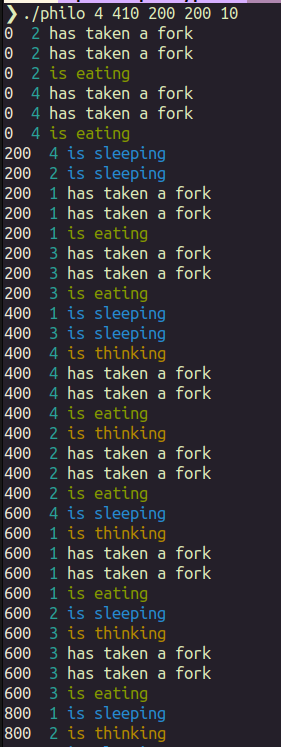 ❯ ./philo 4 410 200 200 10
0 2 has taken a fork
0 2 has taken a fork
0 2 is eating
0 4 has taken a fork
0 4 has taken a fork
0 4 is eating
200 4 is sleeping
200 2 is sleeping
200 1 has taken a fork
200 1 has taken a fork
200 1 is eating
200 3 has taken a fork
200 3 has taken a fork
200 3 is eating
400 1 is sleeping
400 3 is sleeping
400 4 is thinking
400 4 has taken a fork
400 4 has taken a fork
400 4 is eating
400 2 is thinking
400 2 has taken a fork
400 2 has taken a fork
400 2 is eating
600 4 is sleeping
600 1 is thinking
600 1 has taken a fork
600 1 has taken a fork
600 1 is eating
600 2 is sleeping
600 3 is thinking
600 3 has taken a fork
600 3 has taken a fork
600 3 is eating
800 1 is sleeping
800 2 is thinking